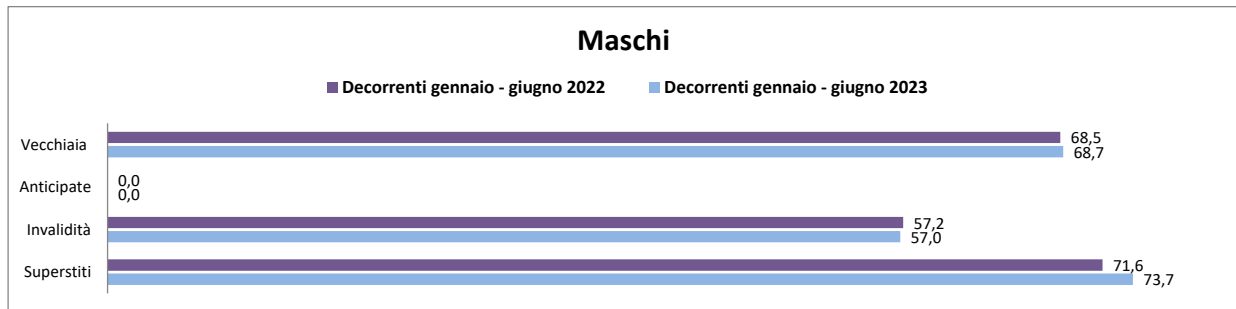 Maschi
Decorrenti gennaio - giugno 2022 Decorrenti gennaio - giugno 2023
Vecchiaia 68,5
68,7
Anticipate 0,0
0,0
Invalidità 57,2
57,0
Superstiti 71,6
73,7